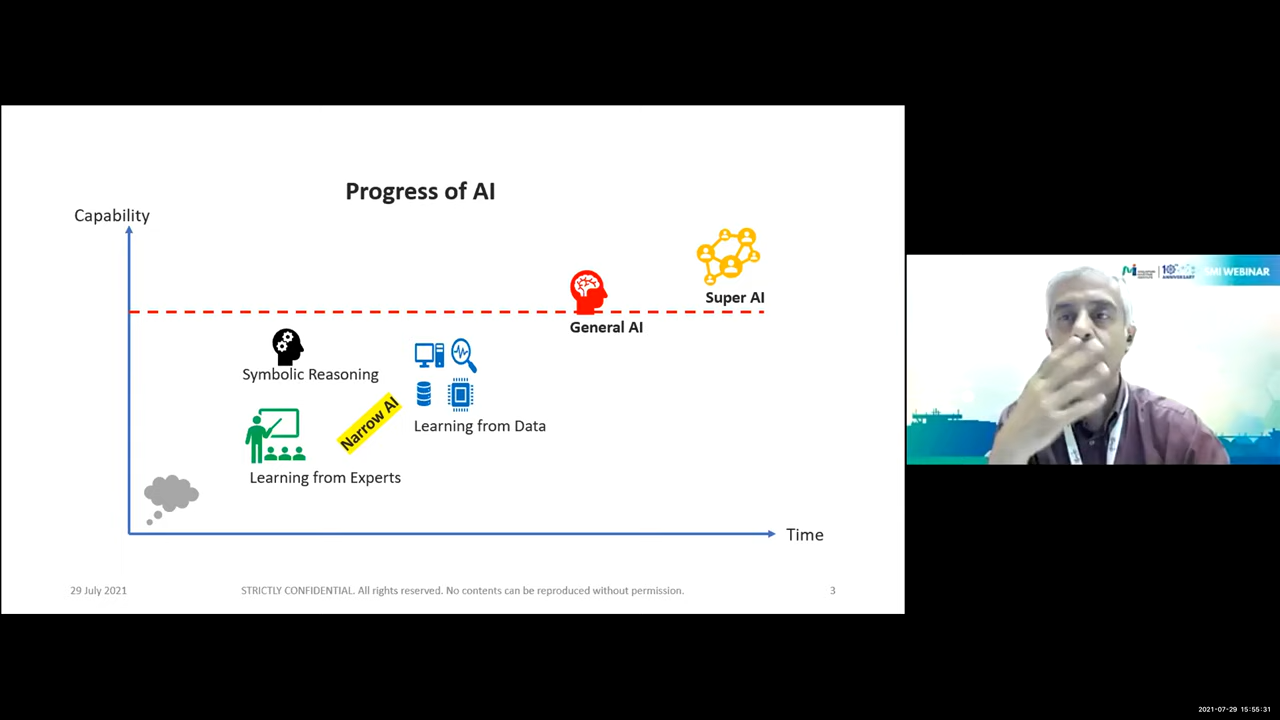 Progress of AI
Capability
Super AI
General AI
Symbolic Reasoning
Narrow AI
Learning from Data
Learning from Experts
Time
29 July 2021
STRICTLY CONFIDENTIAL. All rights reserved. No contents can be reproduced without permission.
3
MI WEBINAR
ANNIVERSARY
2021-07-29 15:55:31